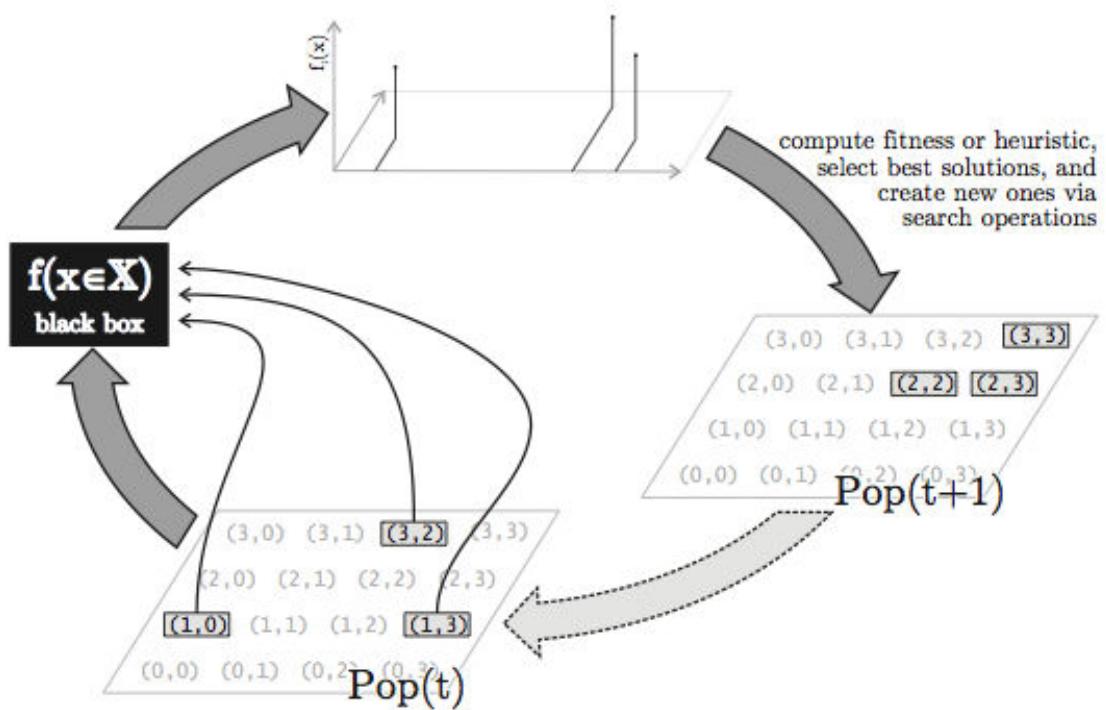 f_i(x)
compute fitness or heuristic,
select best solutions, and
create new ones via
search operations
f(x∈X)
black box
(3,0) (3,1) (3,2) (3,3)
(2,0) (2,1) (2,2) (2,3)
(1,0) (1,1) (1,2) (1,3)
(0,0) (0,1) (0,2) (0,3)
Pop(t+1)
(3,0) (3,1) (3,2) (3,3)
(2,0) (2,1) (2,2) (2,3)
(1,0) (1,1) (1,2) (1,3)
(0,0) (0,1) (0,2) (0,3)
Pop(t)